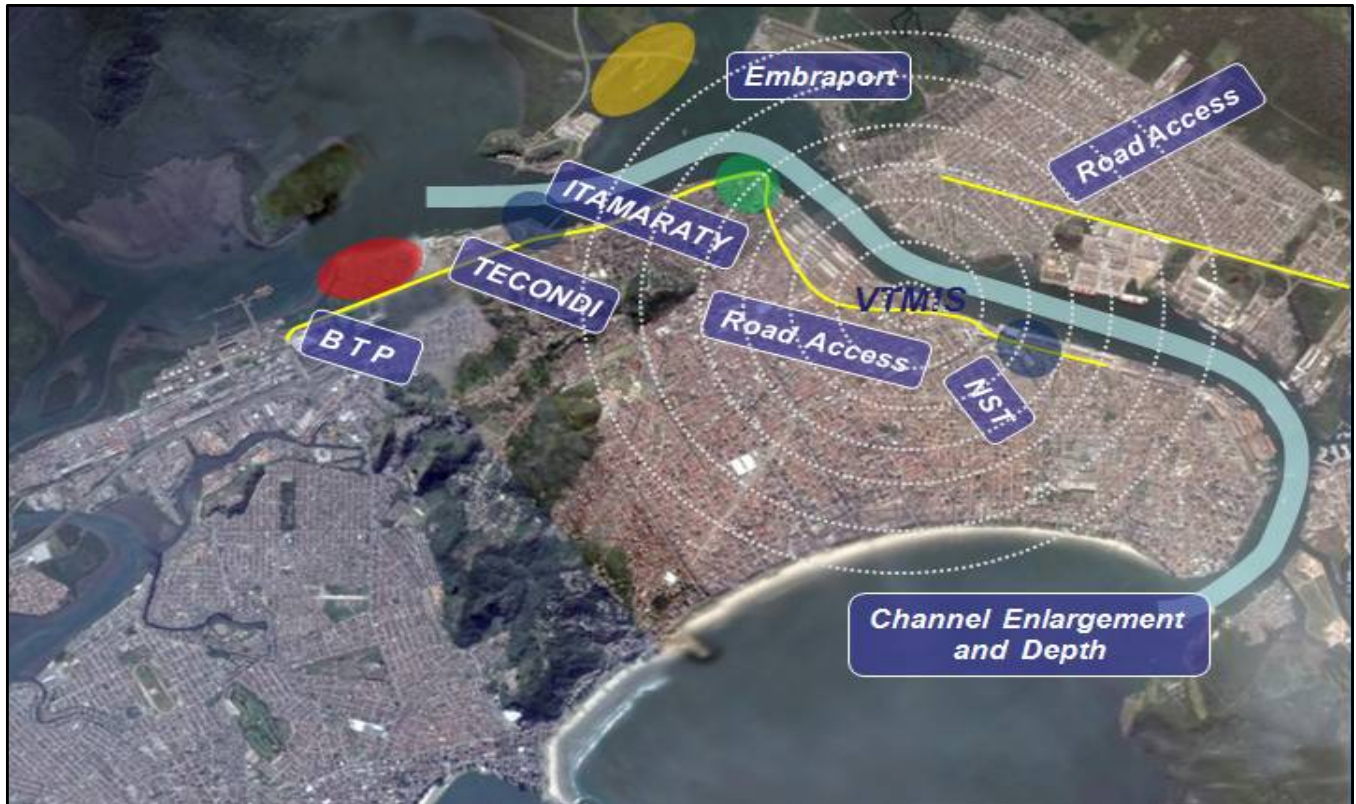 Embraport
Road Access
ITAMARATY
TECONDI
BTP
Road Access
VTMIS
NST
Channel Enlargement
and Depth